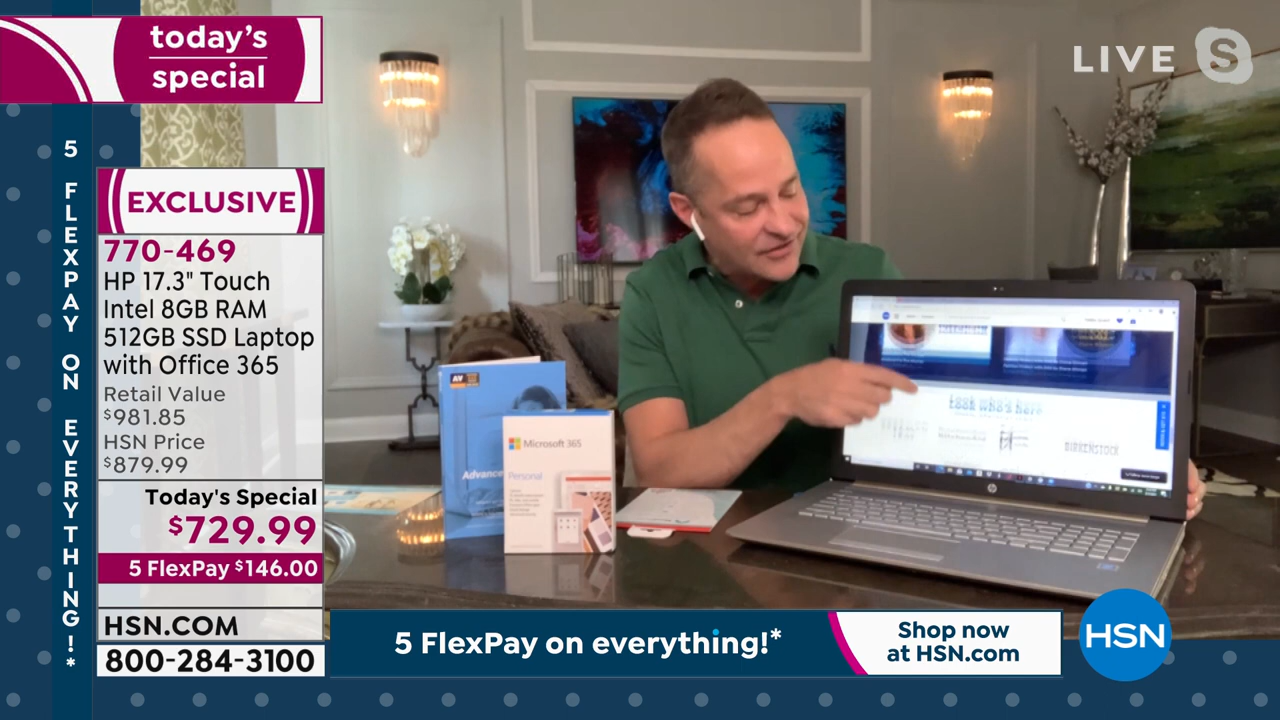 today's
special
LIVE S
5 FLEXPAY ON EVERYTHING!*
EXCLUSIVE
770-469
HP 17.3" Touch
Intel 8GB RAM
512GB SSD Laptop
with Office 365
Retail Value
$981.85
HSN Price
$879.99
Today's Special
$729.99
5 FlexPay $146.00
HSN.COM
800-284-3100
AV
Advance
Microsoft 365
Personal
Look who's here
BIRKENSTOCK
hp
5 FlexPay on everything!*
Shop now
at HSN.com
HSN